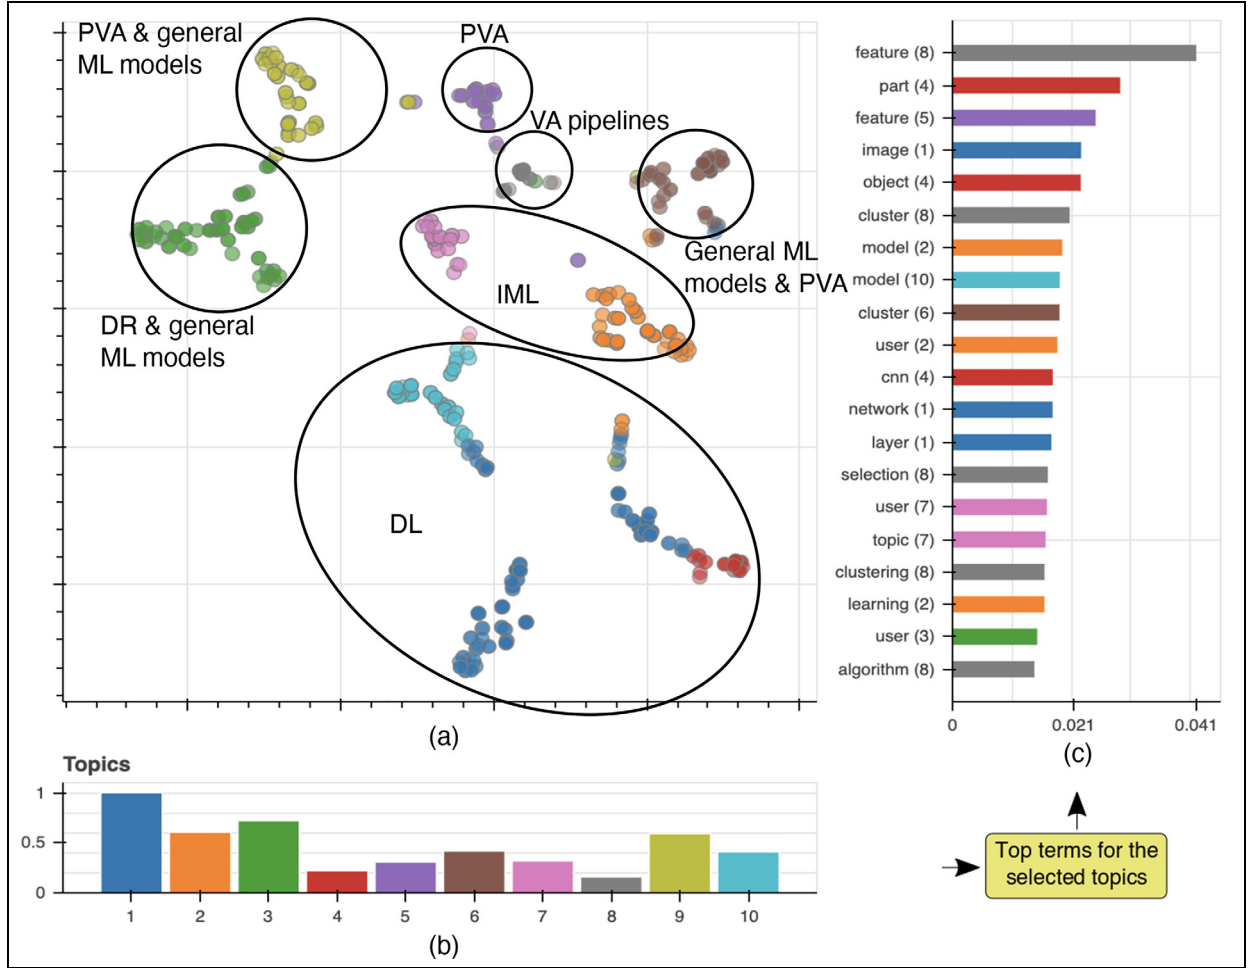 PVA & general
ML models
PVA
VA pipelines
General ML
models & PVA
IML
DR & general
ML models
DL
(a)
Topics
1
0.5
0
1
2
3
4
5
6
7
8
9
10
(b)
feature (8)
part (4)
feature (5)
image (1)
object (4)
cluster (8)
model (2)
model (10)
cluster (6)
user (2)
cnn (4)
network (1)
layer (1)
selection (8)
user (7)
topic (7)
clustering (8)
learning (2)
user (3)
algorithm (8)
0
0.021
0.041
(c)
Top terms for the
selected topics